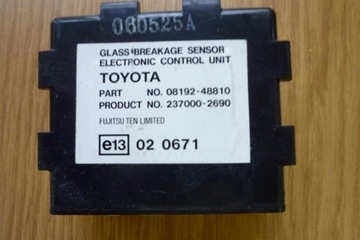 060525A
GLASS BREAKAGE SENSOR
ELECTRONIC CONTROL UNIT
TOYOTA
PART NO. 08192-48810
PRODUCT NO. 237000-2690
FUJITSU TEN LIMITED
e13 02 0671